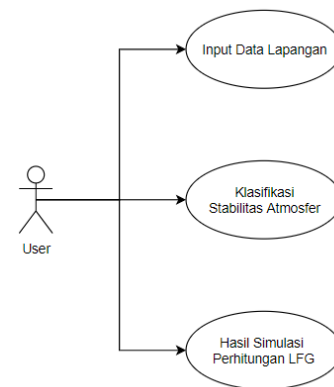 Input Data Lapangan
Klasifikasi
Stabilitas Atmosfer
User
Hasil Simulasi
Perhitungan LFG